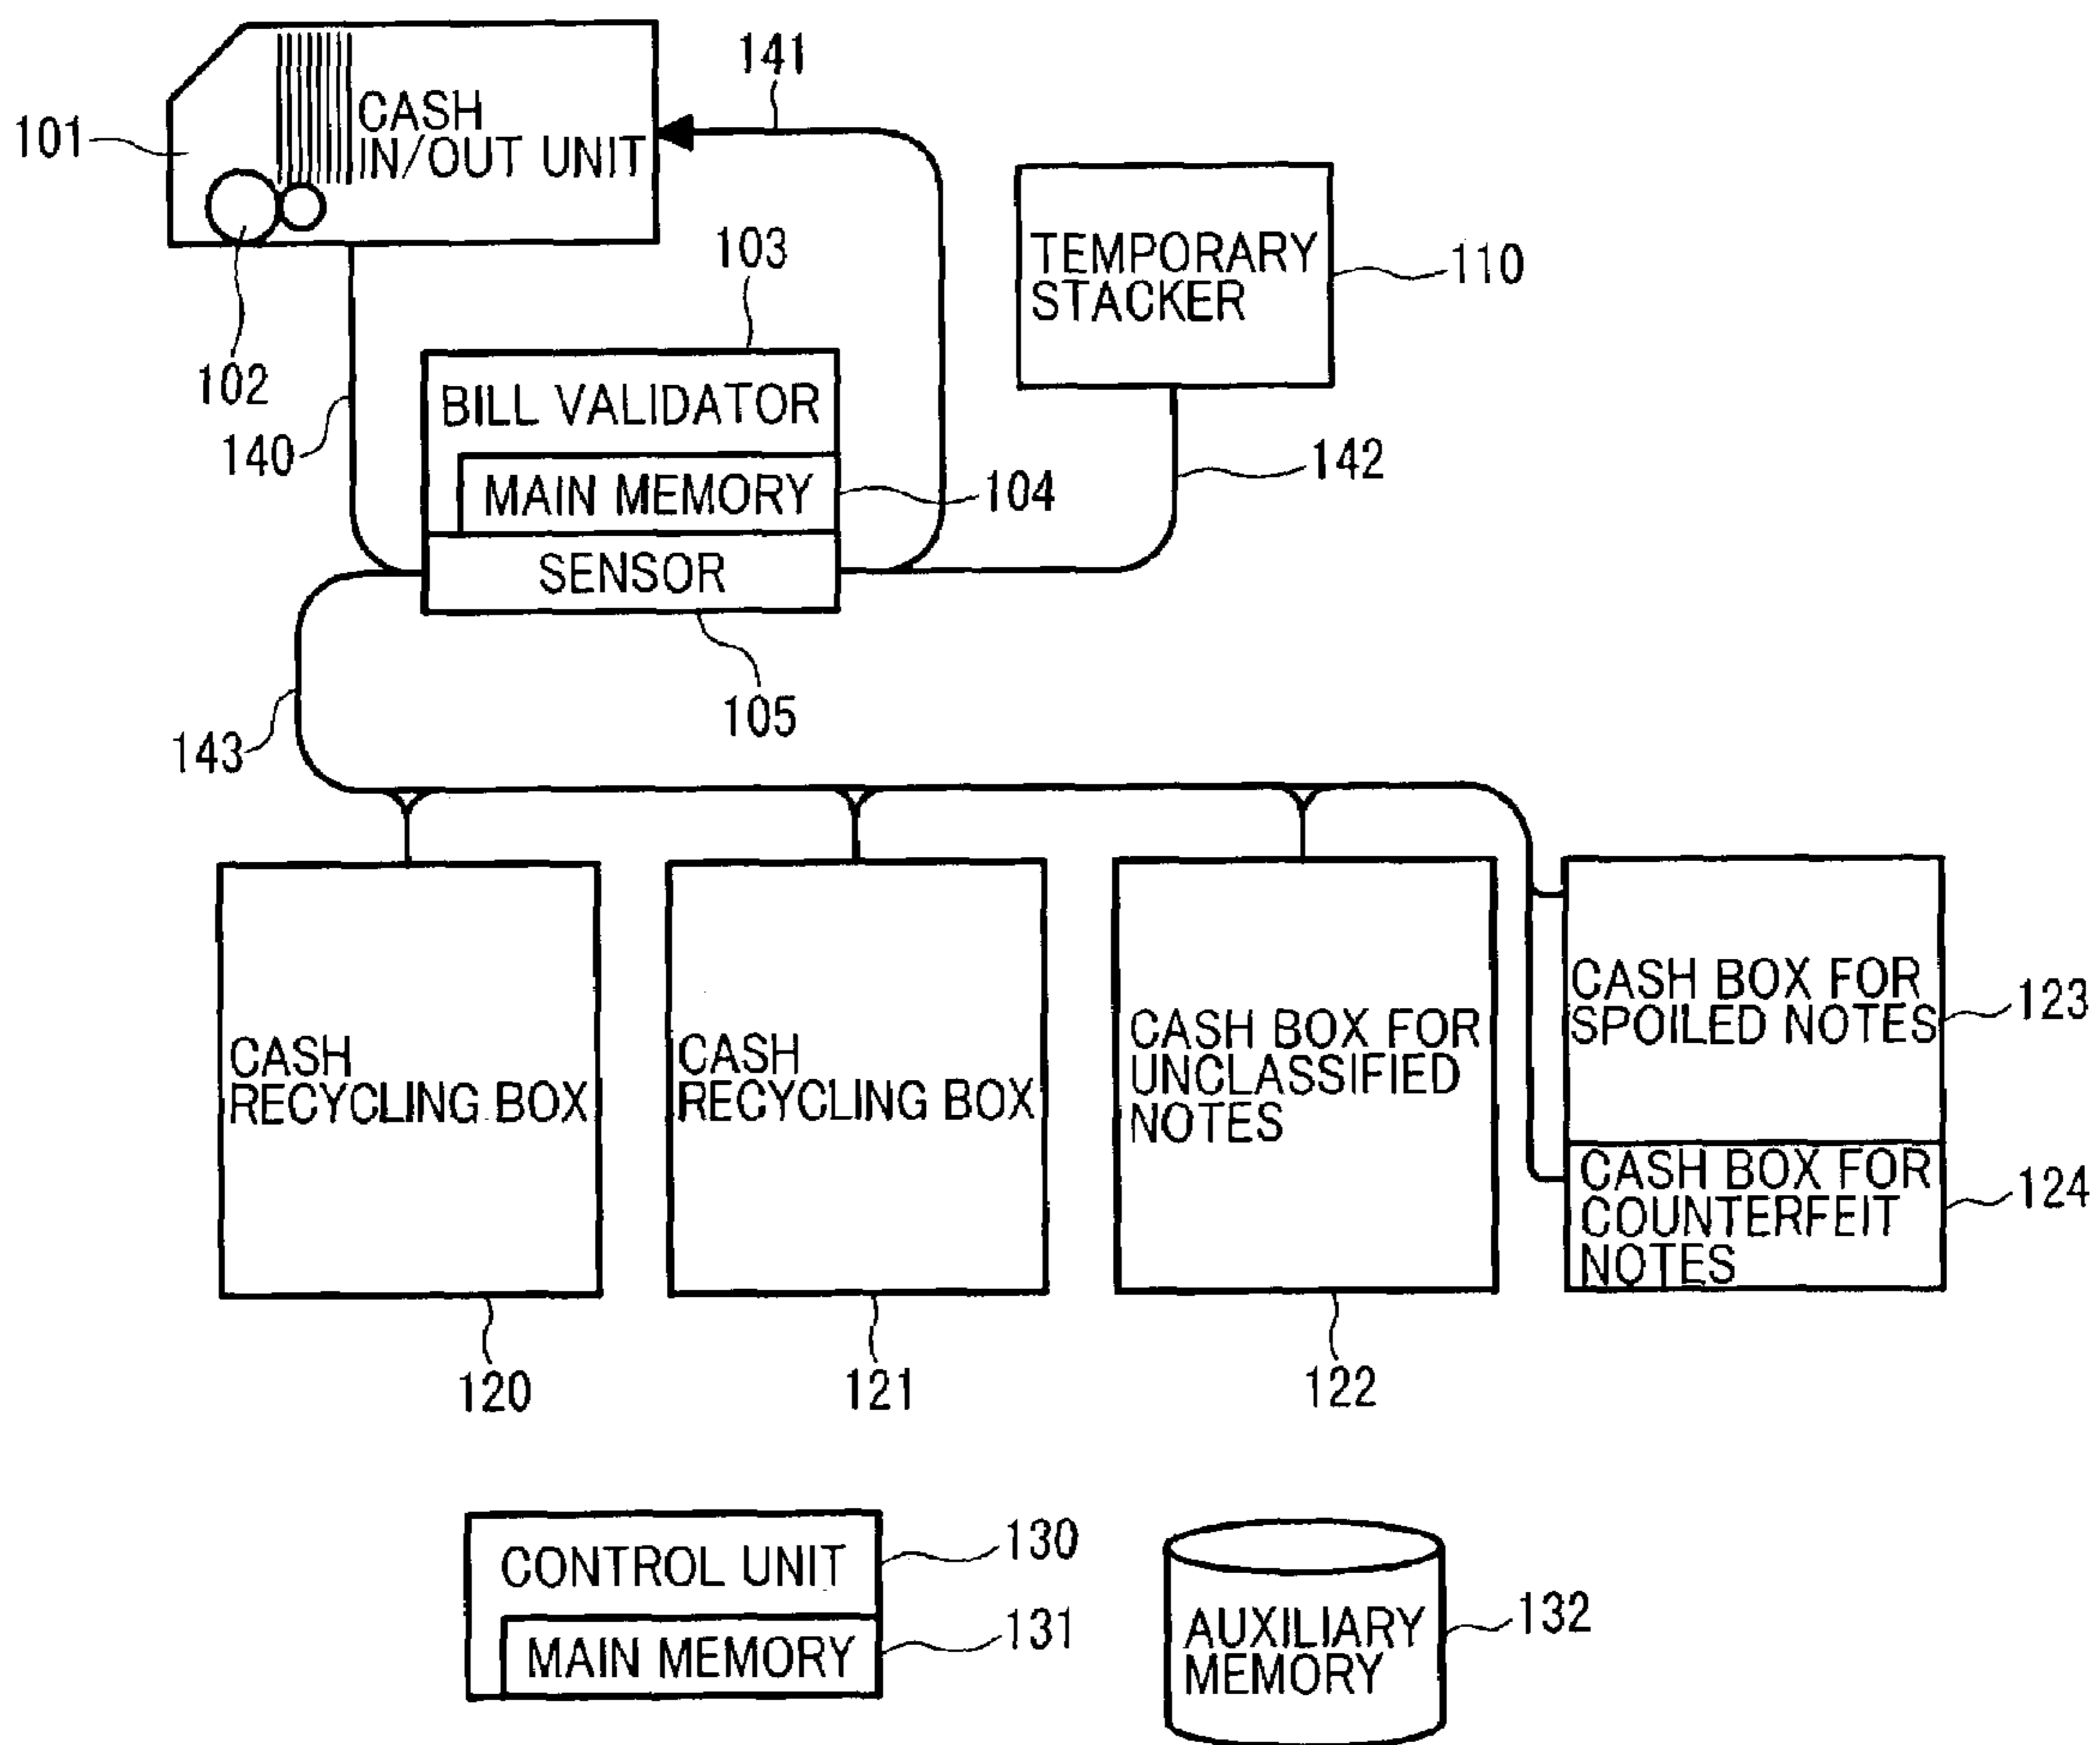 141
101
CASH
IN/OUT UNIT
103
TEMPORARY
STACKER
110
102
BILL VALIDATOR
140
142
MAIN MEMORY
104
SENSOR
105
143
CASH
RECYCLING BOX
CASH
RECYCLING BOX
CASH BOX FOR
UNCLASSIFIED
NOTES
CASH BOX FOR
SPOILED NOTES
123
CASH BOX FOR
COUNTERFEIT
NOTES
124
120
121
122
CONTROL UNIT
130
MAIN MEMORY
131
AUXILIARY
MEMORY
132